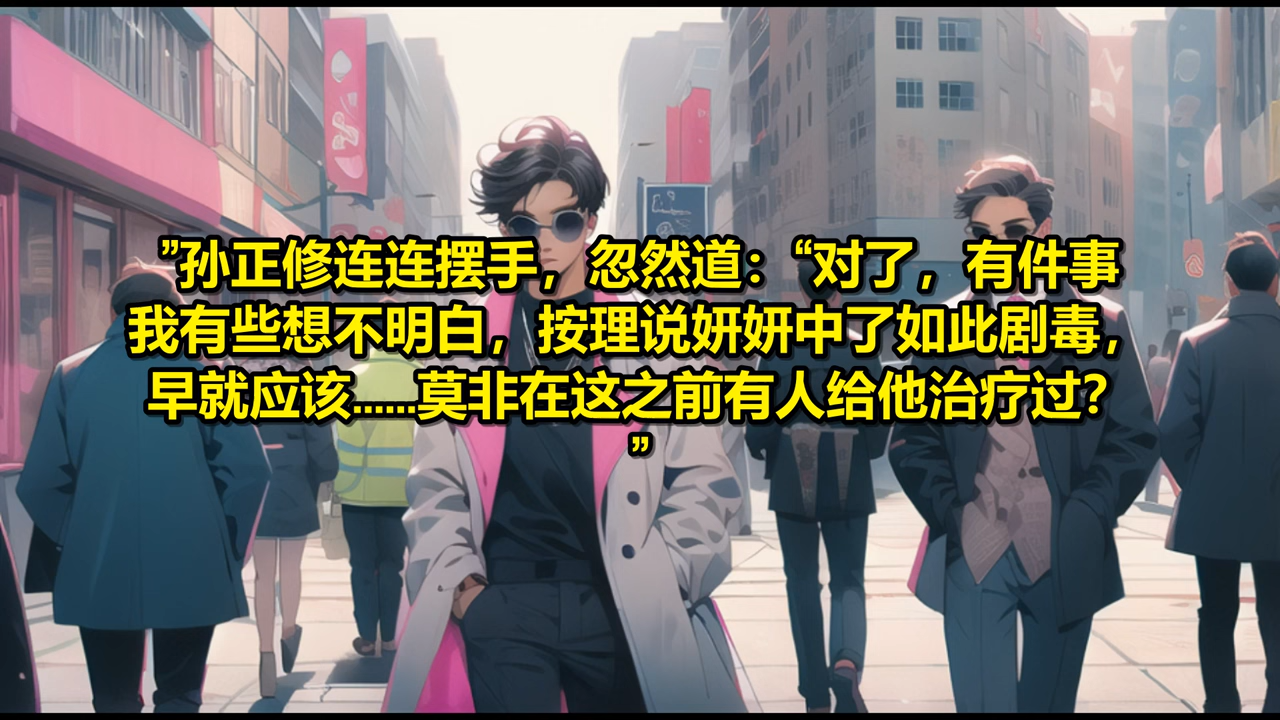 ”孙正修连连摆手，忽然道：“对了，有件事
我有些想不明白，按理说妍妍中了如此剧毒，
早就应该......莫非在这之前有人给他治疗过？
”